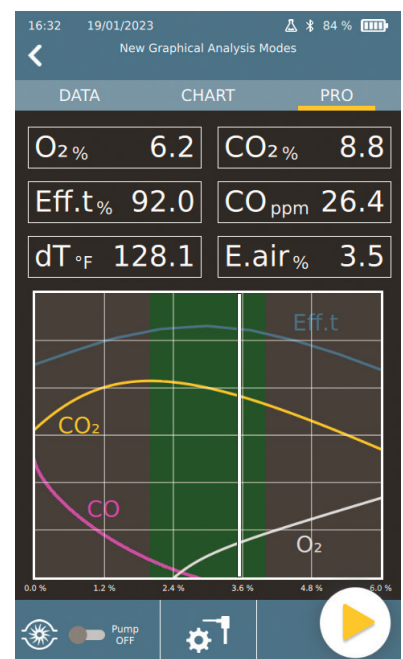 16:32 19/01/2023 84 %
New Graphical Analysis Modes
DATA CHART PRO
O₂ % 6.2 CO₂ % 8.8
Eff.t % 92.0 CO ppm 26.4
dT °F 128.1 E.air % 3.5
Eff.t
CO₂
CO
O₂
0.0 % 1.2 % 2.4 % 3.6 % 4.8 % 6.0 %
Pump
OFF